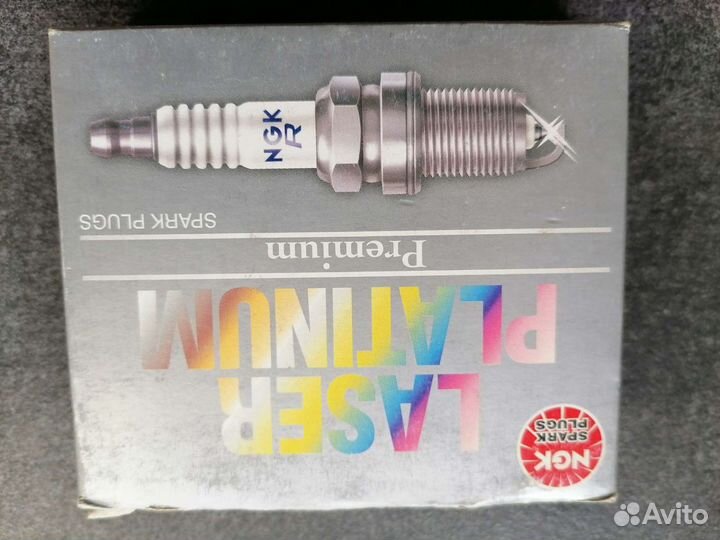 LASER
PLATINUM
Premium
SPARK PLUGS
NGK
R
NGK
SPARK
PLUGS
Avito